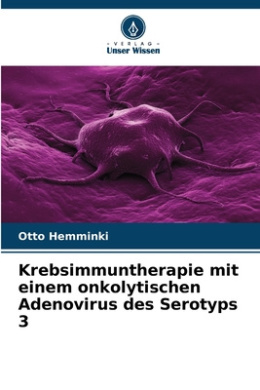 • VERLAG •
Unser Wissen
Otto Hemminki
Krebsimmuntherapie mit
einem onkolytischen
Adenovirus des Serotyps
3